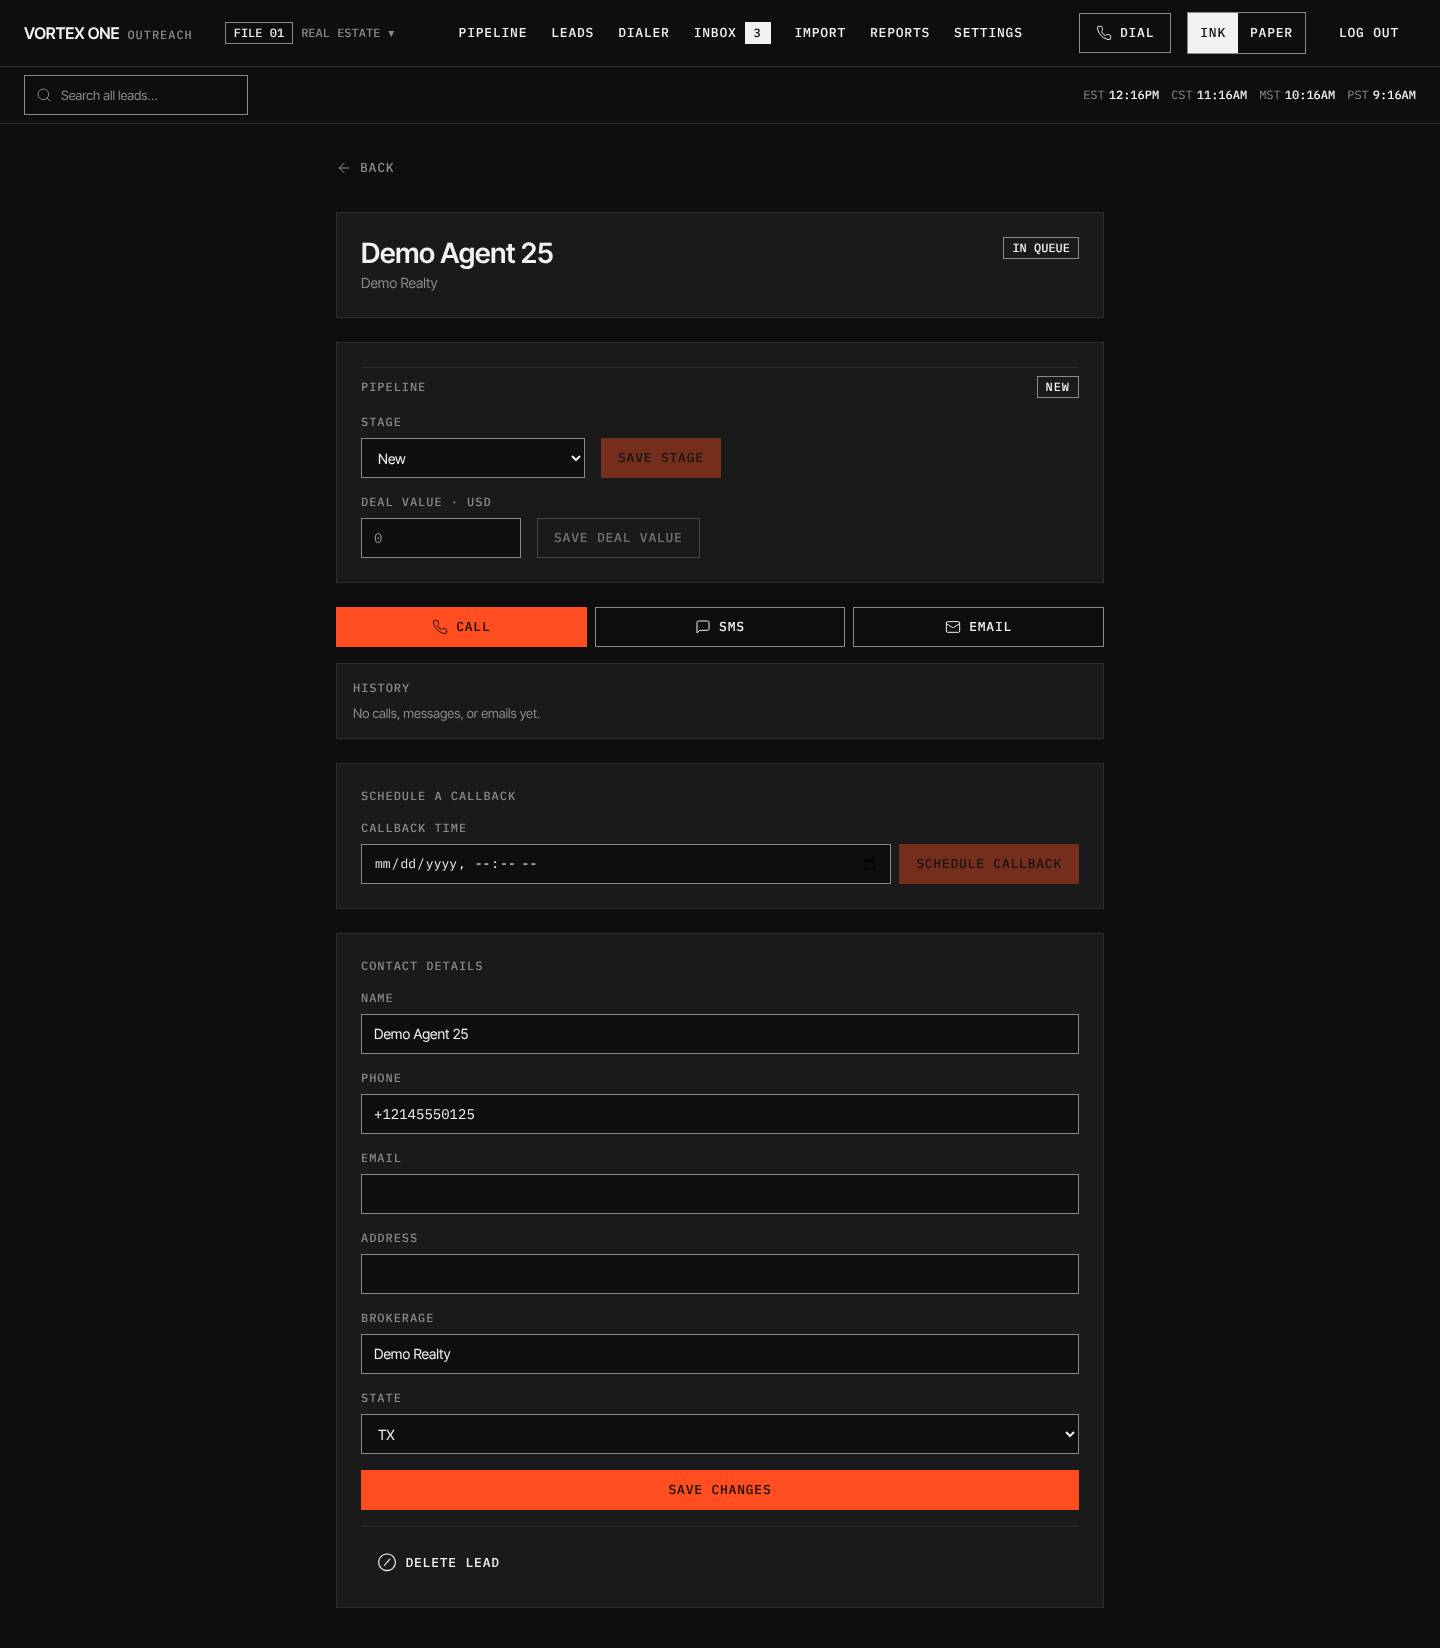 VORTEX ONE OUTREACH FILE 01 REAL ESTATE ▾ PIPELINE LEADS DIALER INBOX 3 IMPORT REPORTS SETTINGS DIAL INK PAPER LOG OUT
Search all leads... EST 12:16PM CST 11:16AM MST 10:16AM PST 9:16AM
← BACK
Demo Agent 25 IN QUEUE
Demo Realty
PIPELINE NEW
STAGE
New SAVE STAGE
DEAL VALUE · USD
0 SAVE DEAL VALUE
CALL SMS EMAIL
HISTORY
No calls, messages, or emails yet.
SCHEDULE A CALLBACK
CALLBACK TIME
mm/dd/yyyy, --:-- -- SCHEDULE CALLBACK
CONTACT DETAILS
NAME
Demo Agent 25
PHONE
+12145550125
EMAIL
ADDRESS
BROKERAGE
Demo Realty
STATE
TX
SAVE CHANGES
DELETE LEAD